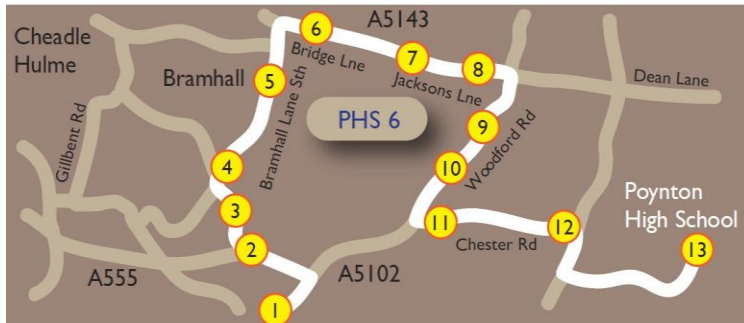 A5143
Cheadle
Hulme
6
Bridge Lne
7
Jacksons Lne
8
Dean Lane
Bramhall
5
Bramhall Lane Sth
Gillbent Rd
PHS 6
9
Woodford Rd
10
4
3
11
Chester Rd
12
Poynton
High School
13
2
A5102
A555
1